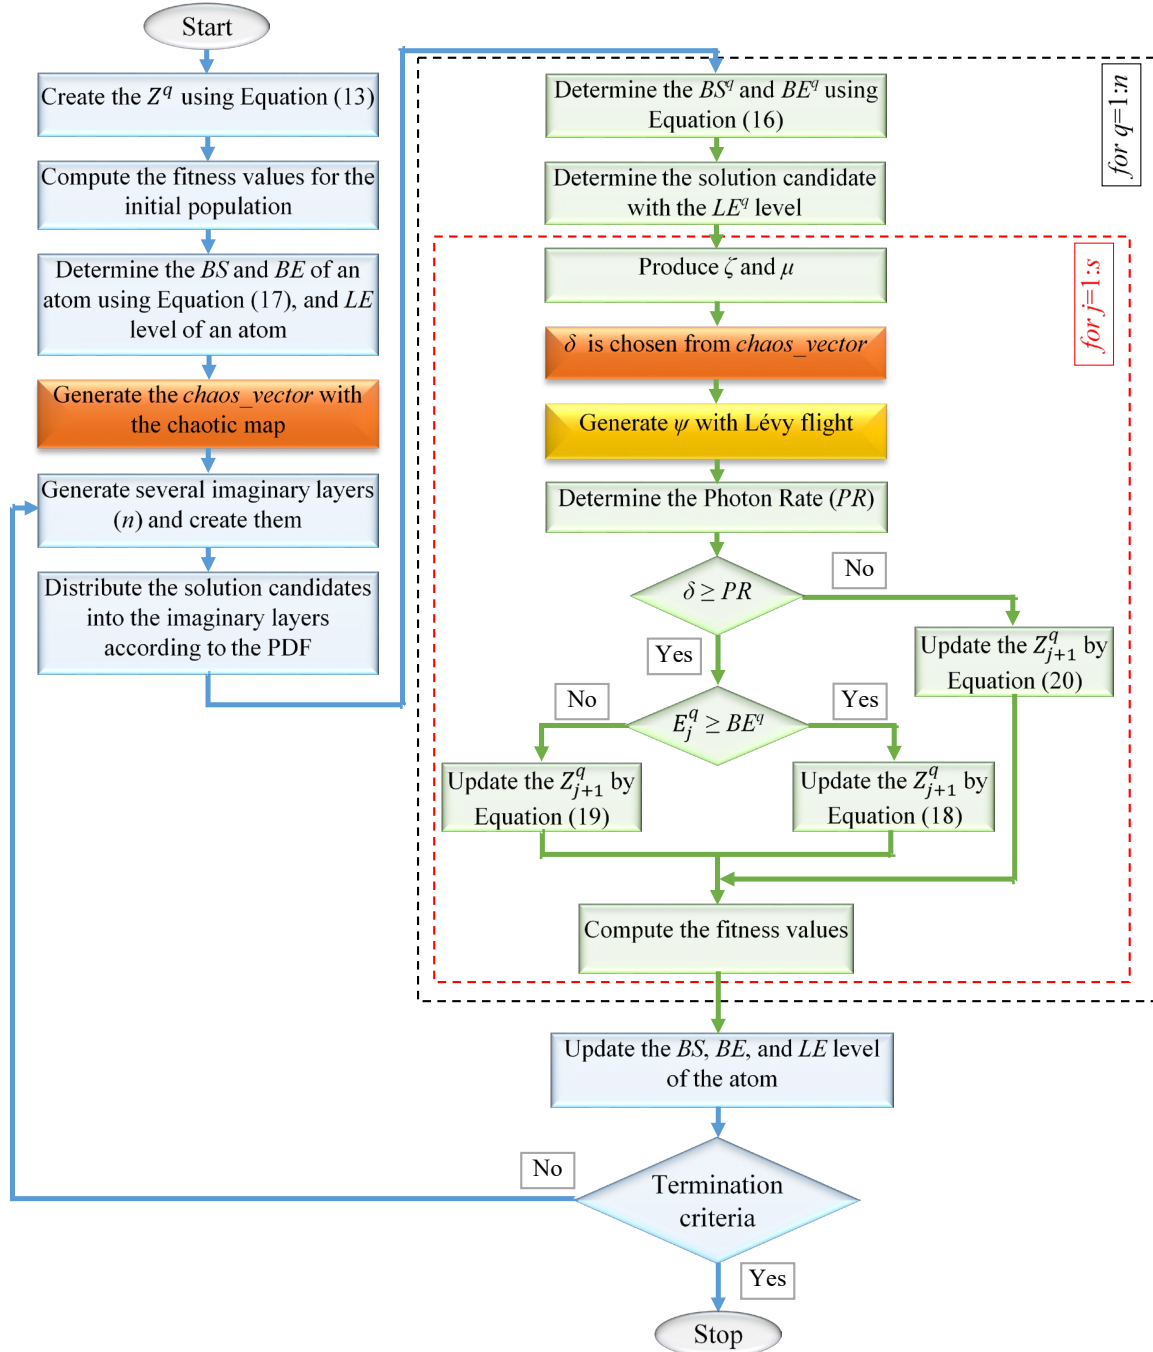 Start
Create the Z^q using Equation (13)
Compute the fitness values for the
initial population
Determine the BS and BE of an
atom using Equation (17), and LE
level of an atom
Generate the chaos_vector with
the chaotic map
Generate several imaginary layers
(n) and create them
Distribute the solution candidates
into the imaginary layers
according to the PDF
for q=1:n
Determine the BS^q and BE^q using
Equation (16)
Determine the solution candidate
with the LE^q level
for j=1:s
Produce ζ and μ
δ is chosen from chaos_vector
Generate ψ with Lévy flight
Determine the Photon Rate (PR)
δ ≥ PR
No
Yes
Update the Z_{j+1}^q by
Equation (20)
E_j^q ≥ BE^q
No
Yes
Update the Z_{j+1}^q by
Equation (19)
Update the Z_{j+1}^q by
Equation (18)
Compute the fitness values
Update the BS, BE, and LE level
of the atom
Termination
criteria
No
Yes
Stop